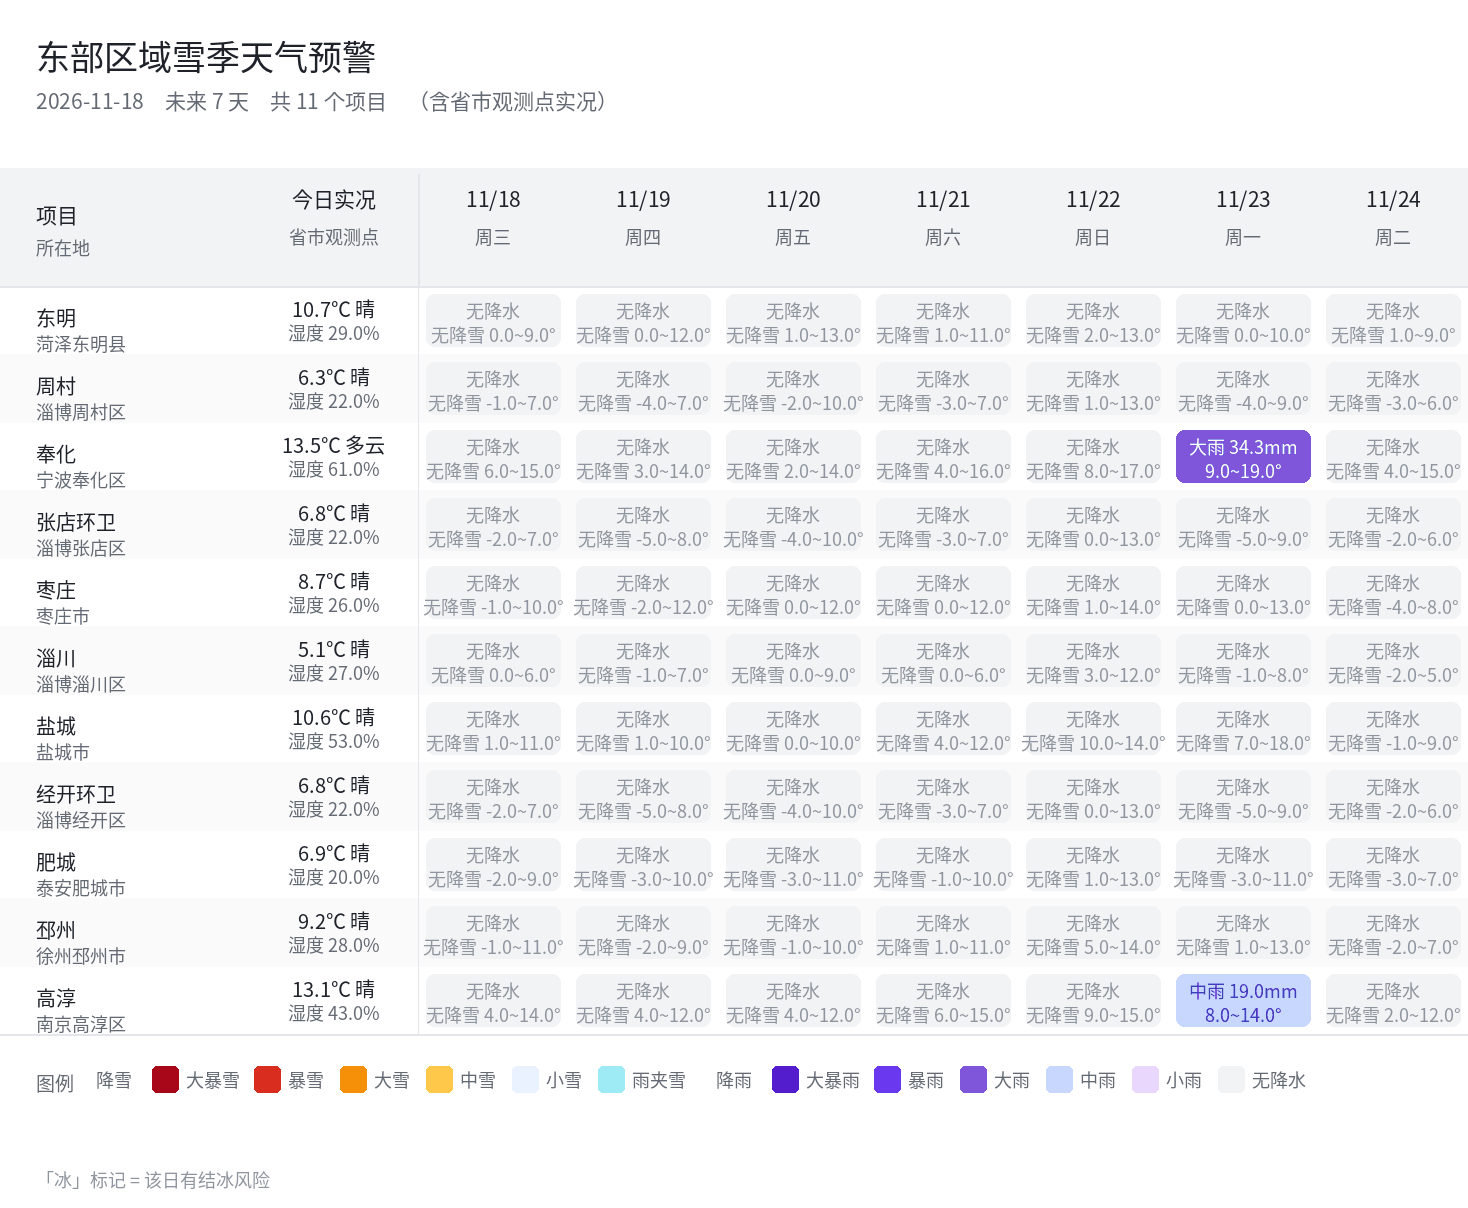 东部区域雪季天气预警
2026-11-18 未来 7 天 共 11 个项目 （含省市观测点实况）
项目 今日实况 11/18 11/19 11/20 11/21 11/22 11/23 11/24
所在地 省市观测点 周三 周四 周五 周六 周日 周一 周二
东明 10.7°C 晴 无降水 无降水 无降水 无降水 无降水 无降水 无降水
菏泽东明县 湿度 29.0% 无降雪 0.0~9.0° 无降雪 0.0~12.0° 无降雪 1.0~13.0° 无降雪 1.0~11.0° 无降雪 2.0~13.0° 无降雪 0.0~10.0° 无降雪 1.0~9.0°
周村 6.3°C 晴 无降水 无降水 无降水 无降水 无降水 无降水 无降水
淄博周村区 湿度 22.0% 无降雪 -1.0~7.0° 无降雪 -4.0~7.0° 无降雪 -2.0~10.0° 无降雪 -3.0~7.0° 无降雪 1.0~13.0° 无降雪 -4.0~9.0° 无降雪 -3.0~6.0°
奉化 13.5°C 多云 无降水 无降水 无降水 无降水 无降水 大雨 34.3mm 无降水
宁波奉化区 湿度 61.0% 无降雪 6.0~15.0° 无降雪 3.0~14.0° 无降雪 2.0~14.0° 无降雪 4.0~16.0° 无降雪 8.0~17.0° 9.0~19.0° 无降雪 4.0~15.0°
张店环卫 6.8°C 晴 无降水 无降水 无降水 无降水 无降水 无降水 无降水
淄博张店区 湿度 22.0% 无降雪 -2.0~7.0° 无降雪 -5.0~8.0° 无降雪 -4.0~10.0° 无降雪 -3.0~7.0° 无降雪 0.0~13.0° 无降雪 -5.0~9.0° 无降雪 -2.0~6.0°
枣庄 8.7°C 晴 无降水 无降水 无降水 无降水 无降水 无降水 无降水
枣庄市 湿度 26.0% 无降雪 -1.0~10.0° 无降雪 -2.0~12.0° 无降雪 0.0~12.0° 无降雪 0.0~12.0° 无降雪 1.0~14.0° 无降雪 0.0~13.0° 无降雪 -4.0~8.0°
淄川 5.1°C 晴 无降水 无降水 无降水 无降水 无降水 无降水 无降水
淄博淄川区 湿度 27.0% 无降雪 0.0~6.0° 无降雪 -1.0~7.0° 无降雪 0.0~9.0° 无降雪 0.0~6.0° 无降雪 3.0~12.0° 无降雪 -1.0~8.0° 无降雪 -2.0~5.0°
盐城 10.6°C 晴 无降水 无降水 无降水 无降水 无降水 无降水 无降水
盐城市 湿度 53.0% 无降雪 1.0~11.0° 无降雪 1.0~10.0° 无降雪 0.0~10.0° 无降雪 4.0~12.0° 无降雪 10.0~14.0° 无降雪 7.0~18.0° 无降雪 -1.0~9.0°
经开环卫 6.8°C 晴 无降水 无降水 无降水 无降水 无降水 无降水 无降水
淄博经开区 湿度 22.0% 无降雪 -2.0~7.0° 无降雪 -5.0~8.0° 无降雪 -4.0~10.0° 无降雪 -3.0~7.0° 无降雪 0.0~13.0° 无降雪 -5.0~9.0° 无降雪 -2.0~6.0°
肥城 6.9°C 晴 无降水 无降水 无降水 无降水 无降水 无降水 无降水
泰安肥城市 湿度 20.0% 无降雪 -2.0~9.0° 无降雪 -3.0~10.0° 无降雪 -3.0~11.0° 无降雪 -1.0~10.0° 无降雪 1.0~13.0° 无降雪 -3.0~11.0° 无降雪 -3.0~7.0°
邳州 9.2°C 晴 无降水 无降水 无降水 无降水 无降水 无降水 无降水
徐州邳州市 湿度 28.0% 无降雪 -1.0~11.0° 无降雪 -2.0~9.0° 无降雪 -1.0~10.0° 无降雪 1.0~11.0° 无降雪 5.0~14.0° 无降雪 1.0~13.0° 无降雪 -2.0~7.0°
高淳 13.1°C 晴 无降水 无降水 无降水 无降水 无降水 中雨 19.0mm 无降水
南京高淳区 湿度 43.0% 无降雪 4.0~14.0° 无降雪 4.0~12.0° 无降雪 4.0~12.0° 无降雪 6.0~15.0° 无降雪 9.0~15.0° 8.0~14.0° 无降雪 2.0~12.0°
图例 降雪 大暴雪 暴雪 大雪 中雪 小雪 雨夹雪 降雨 大暴雨 暴雨 大雨 中雨 小雨 无降水
「冰」标记 = 该日有结冰风险